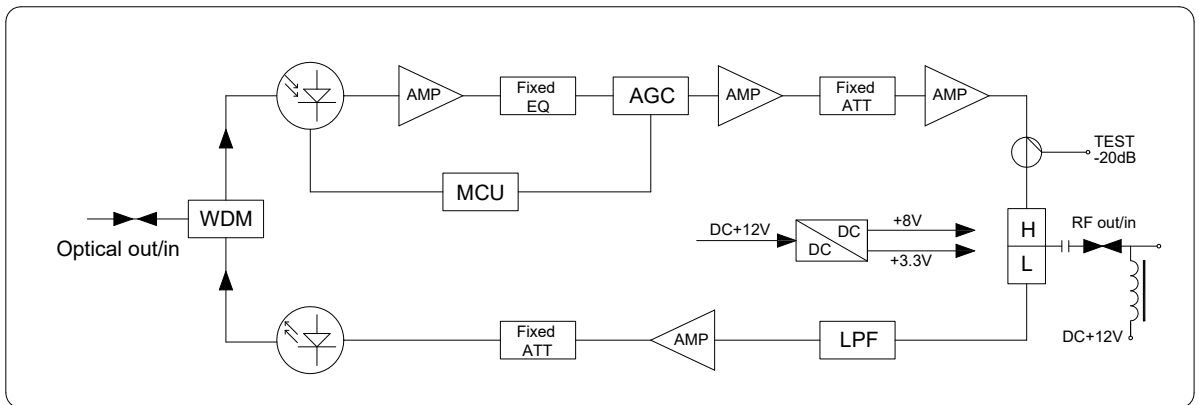 AMP
Fixed
EQ
AGC
AMP
Fixed
ATT
AMP
TEST
-20dB
MCU
WDM
Optical out/in
DC+12V
DC
DC
+8V
+3.3V
H
L
RF out/in
DC+12V
Fixed
ATT
AMP
LPF